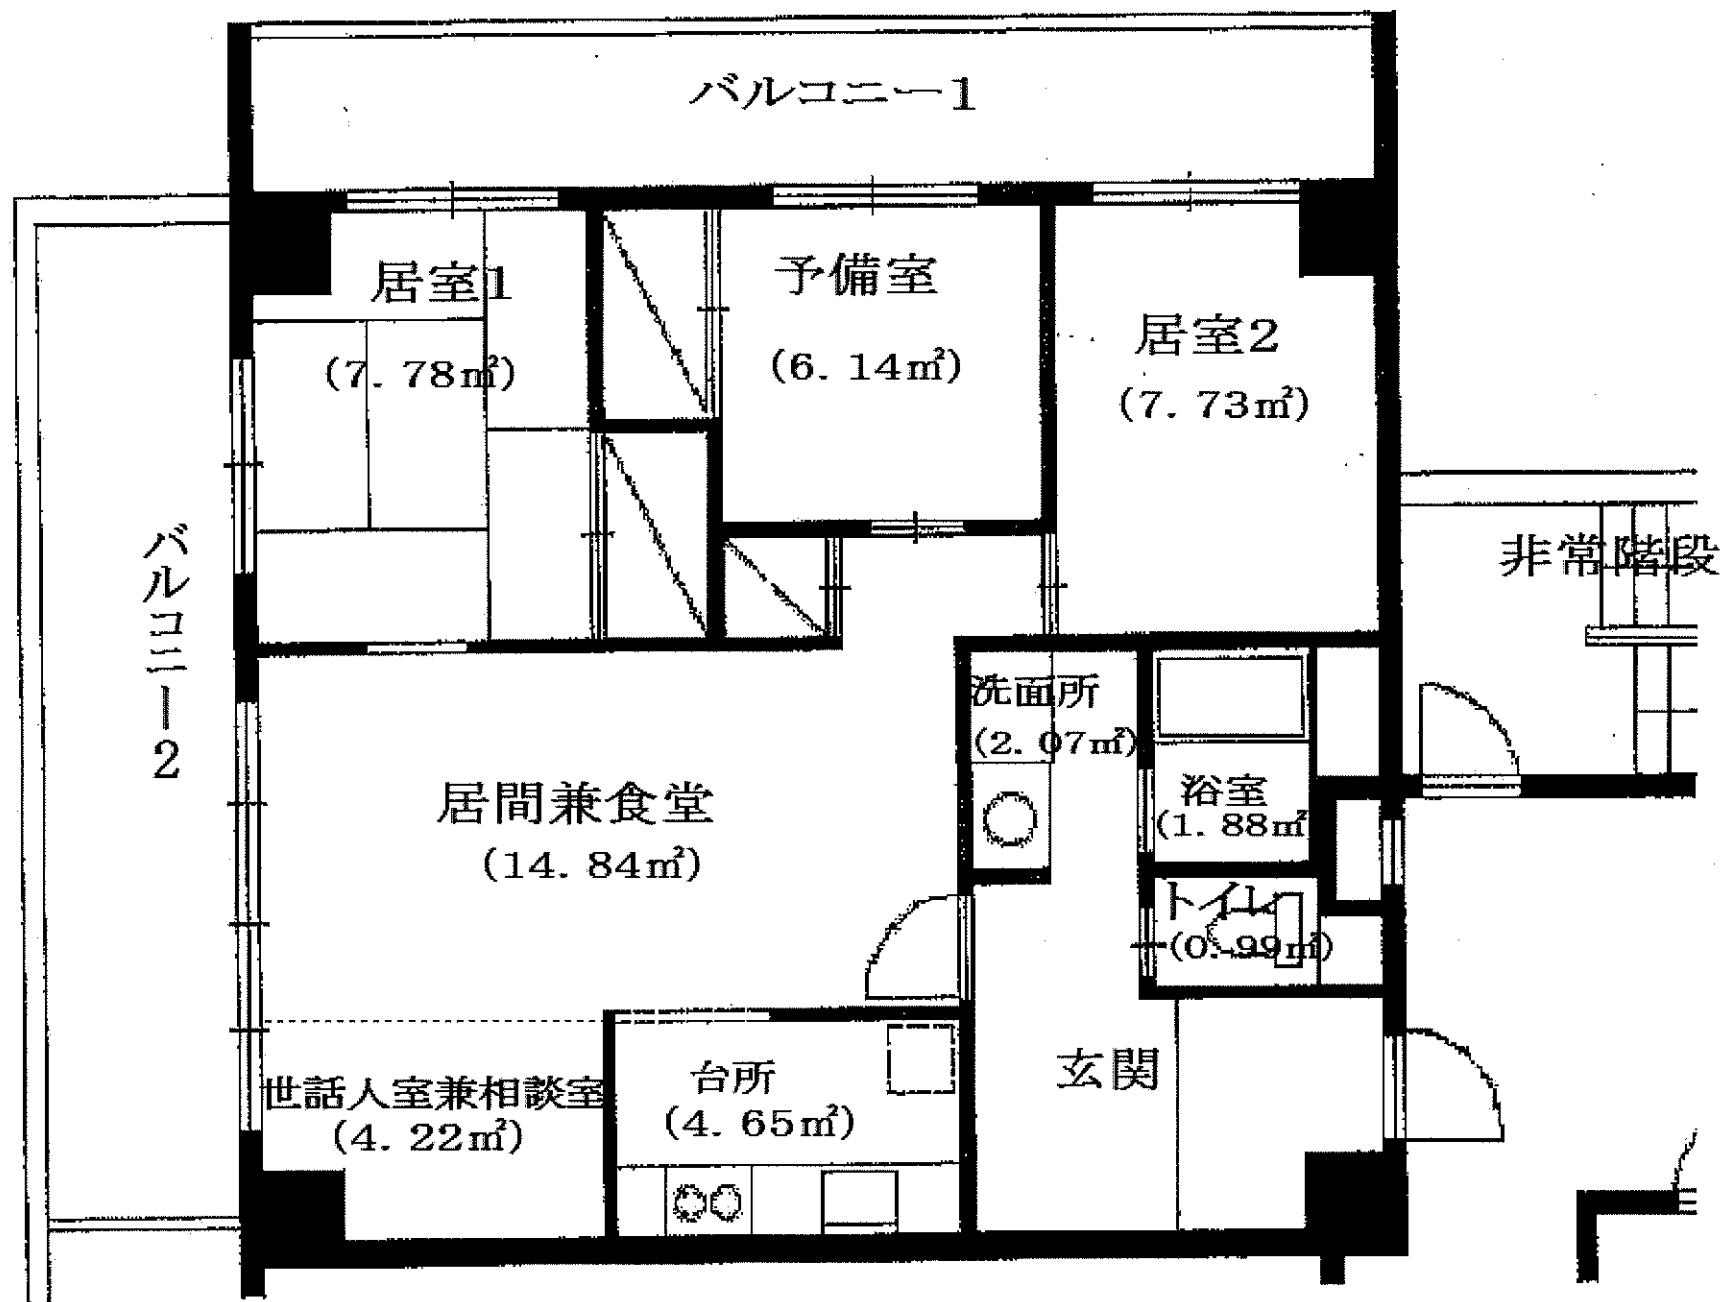 バルコニー1
居室1
(7. 78㎡)
予備室
(6. 14㎡)
居室2
(7. 73㎡)
バルコニー2
非常階段
洗面所
(2. 07㎡)
浴室
(1. 88㎡
居間兼食堂
(14. 84㎡)
トイレ
(0. 99㎡)
世話人室兼相談室
(4. 22㎡)
台所
(4. 65㎡)
玄関